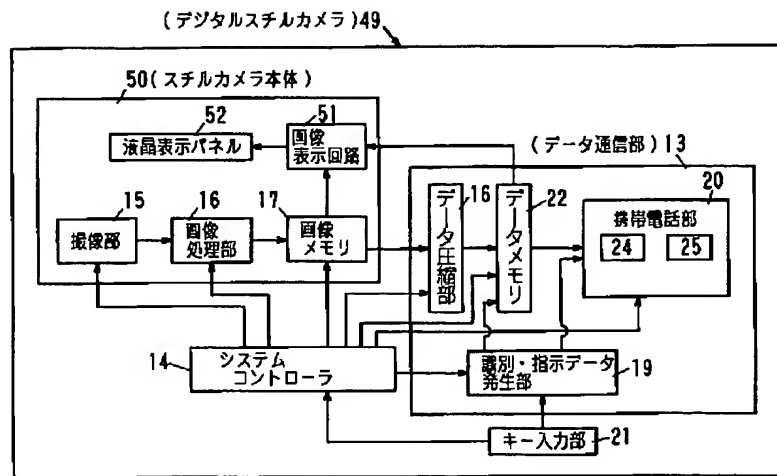 (デジタルスチルカメラ)49
50(スチルカメラ本体)
52
液晶表示パネル
51
画像
表示回路
(データ通信部)13
15
撮像部
16
画像
処理部
17
画像
メモリ
16
データ圧縮部
22
データメモリ
20
携帯電話部
24
25
14
システム
コントローラ
識別・指示データ
発生部
19
キー入力部
21